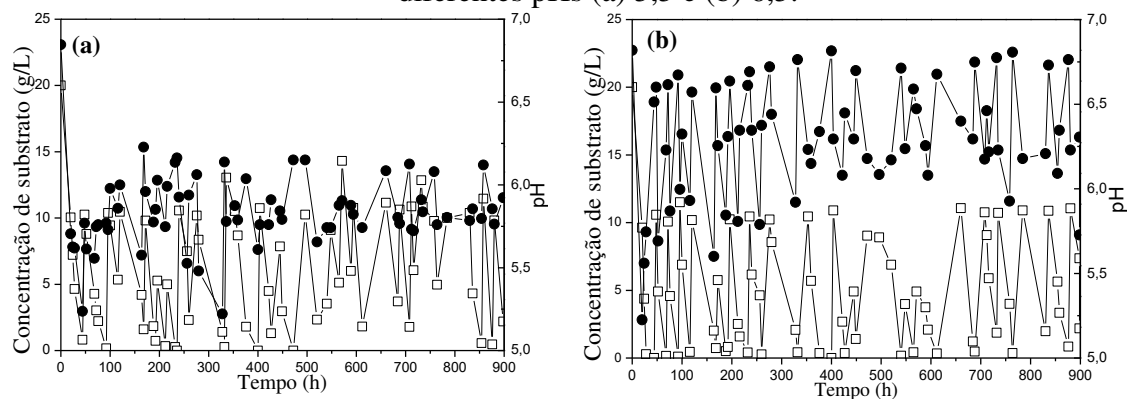 diferentes pHs (a) 5,5 e (b) 6,5.
(a)
Concentração de substrato (g/L)
25
20
15
10
5
0
7,0
6,5
6,0
5,5
5,0
pH
0 100 200 300 400 500 600 700 800 900
Tempo (h)
(b)
Concentração de substrato (g/L)
25
20
15
10
5
0
7,0
6,5
6,0
5,5
5,0
pH
0 100 200 300 400 500 600 700 800 900
Tempo (h)